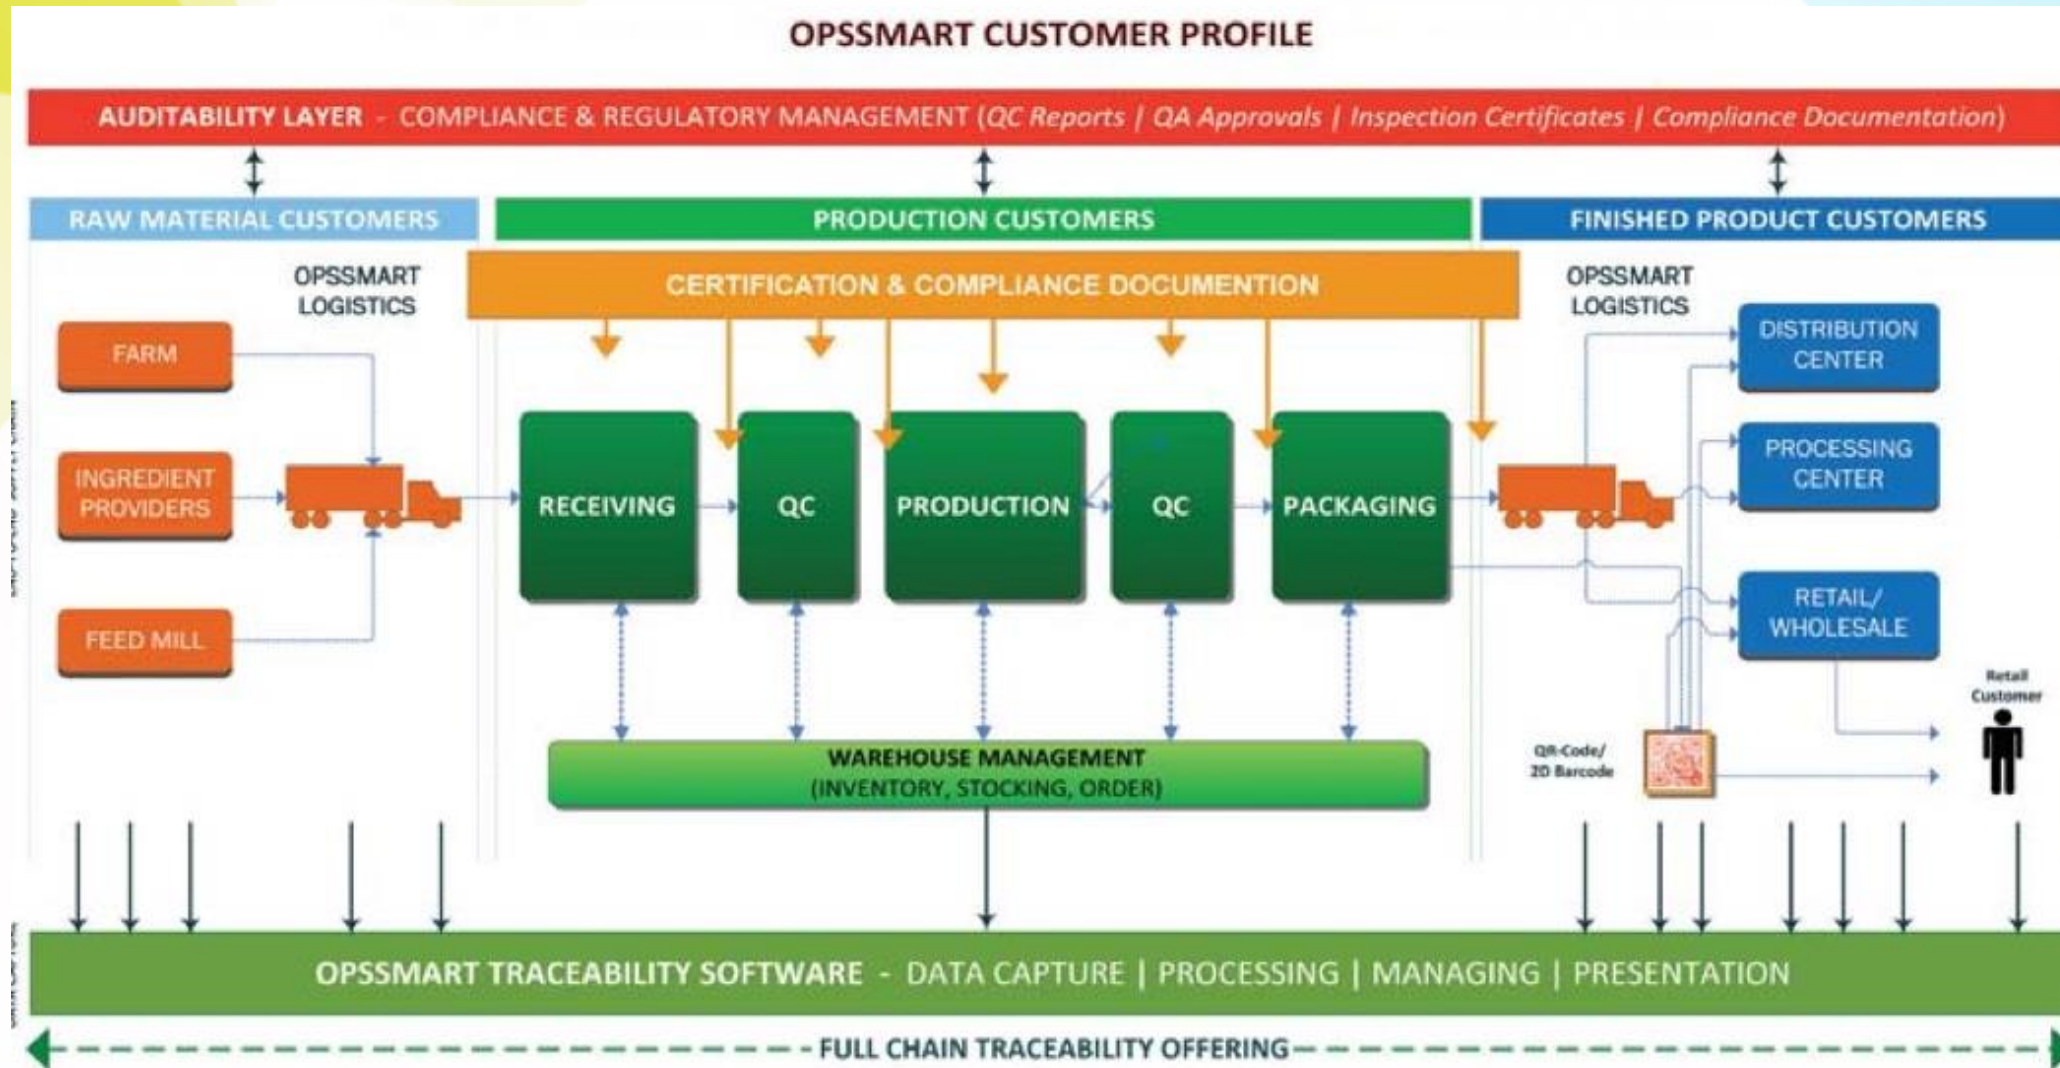 OPSSMART CUSTOMER PROFILE
AUDITABILITY LAYER - COMPLIANCE & REGULATORY MANAGEMENT (QC Reports | QA Approvals | Inspection Certificates | Compliance Documentation)
RAW MATERIAL CUSTOMERS
PRODUCTION CUSTOMERS
FINISHED PRODUCT CUSTOMERS
OPSSMART
LOGISTICS
CERTIFICATION & COMPLIANCE DOCUMENTION
OPSSMART
LOGISTICS
FARM
INGREDIENT
PROVIDERS
FEED MILL
RECEIVING
QC
PRODUCTION
QC
PACKAGING
DISTRIBUTION
CENTER
PROCESSING
CENTER
RETAIL/
WHOLESALE
Retail
Customer
QR-Code/
2D Barcode
WAREHOUSE MANAGEMENT
(INVENTORY, STOCKING, ORDER)
OPSSMART TRACEABILITY SOFTWARE - DATA CAPTURE | PROCESSING | MANAGING | PRESENTATION
FULL CHAIN TRACEABILITY OFFERING